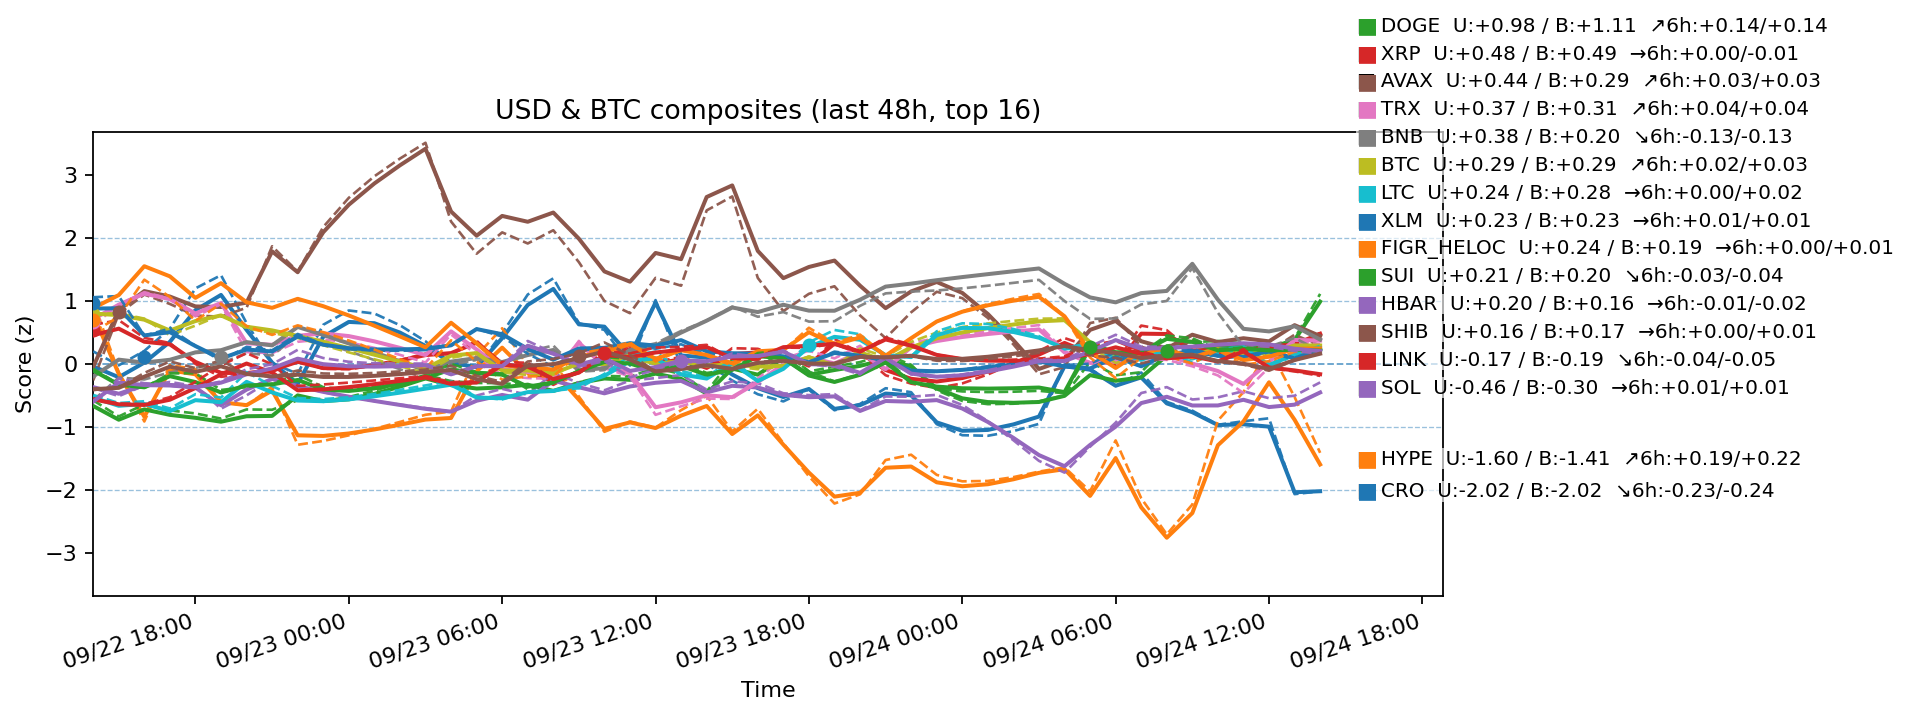 DOGE U:+0.98 / B:+1.11 ↗6h:+0.14/+0.14
XRP U:+0.48 / B:+0.49 →6h:+0.00/-0.01
AVAX U:+0.44 / B:+0.29 ↗6h:+0.03/+0.03
TRX U:+0.37 / B:+0.31 ↗6h:+0.04/+0.04
BNB U:+0.38 / B:+0.20 ↘6h:-0.13/-0.13
BTC U:+0.29 / B:+0.29 ↗6h:+0.02/+0.03
LTC U:+0.24 / B:+0.28 →6h:+0.00/+0.02
XLM U:+0.23 / B:+0.23 →6h:+0.01/+0.01
FIGR_HELOC U:+0.24 / B:+0.19 →6h:+0.00/+0.01
SUI U:+0.21 / B:+0.20 ↘6h:-0.03/-0.04
HBAR U:+0.20 / B:+0.16 →6h:-0.01/-0.02
SHIB U:+0.16 / B:+0.17 →6h:+0.00/+0.01
LINK U:-0.17 / B:-0.19 ↘6h:-0.04/-0.05
SOL U:-0.46 / B:-0.30 →6h:+0.01/+0.01
HYPE U:-1.60 / B:-1.41 ↗6h:+0.19/+0.22
CRO U:-2.02 / B:-2.02 ↘6h:-0.23/-0.24
USD & BTC composites (last 48h, top 16)
Score (z)
3
2
1
0
−1
−2
−3
09/22 18:00
09/23 00:00
09/23 06:00
09/23 12:00
09/23 18:00
09/24 00:00
09/24 06:00
09/24 12:00
09/24 18:00
Time